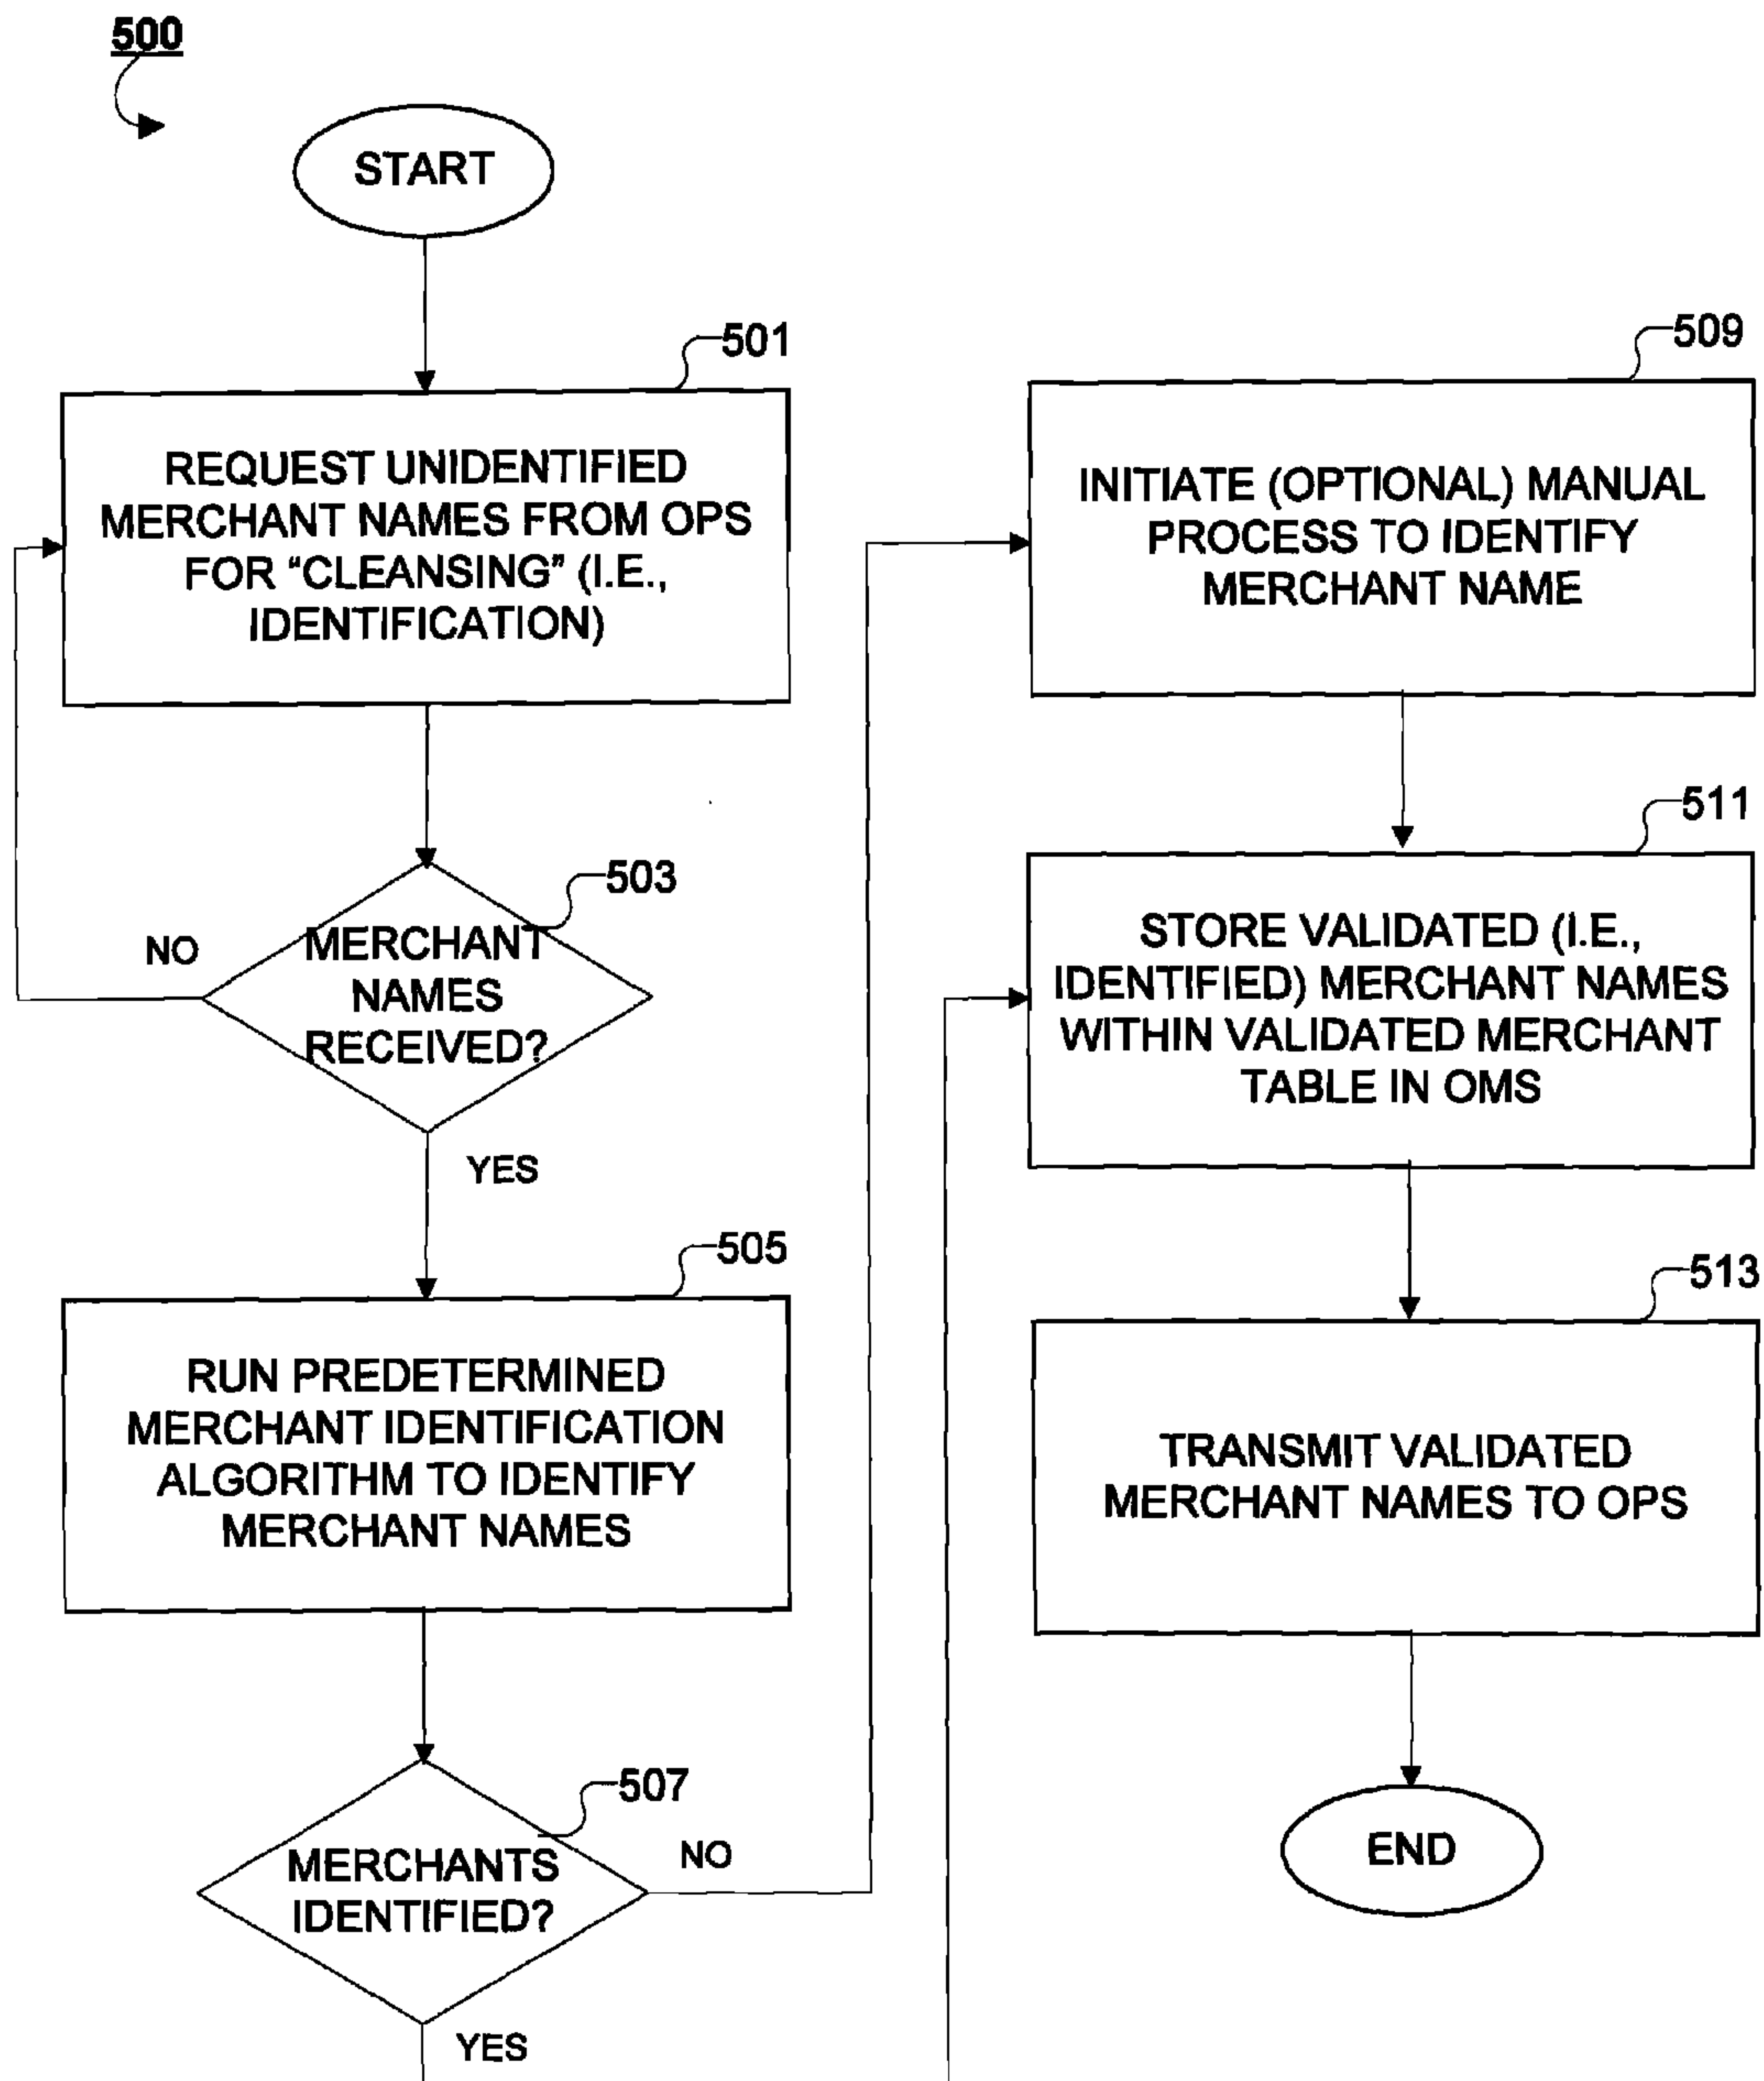 500
START
501
REQUEST UNIDENTIFIED
MERCHANT NAMES FROM OPS
FOR “CLEANSING” (I.E.,
IDENTIFICATION)
503
NO
MERCHANT
NAMES
RECEIVED?
YES
505
RUN PREDETERMINED
MERCHANT IDENTIFICATION
ALGORITHM TO IDENTIFY
MERCHANT NAMES
507
MERCHANTS
IDENTIFIED?
NO
YES
509
INITIATE (OPTIONAL) MANUAL
PROCESS TO IDENTIFY
MERCHANT NAME
511
STORE VALIDATED (I.E.,
IDENTIFIED) MERCHANT NAMES
WITHIN VALIDATED MERCHANT
TABLE IN OMS
513
TRANSMIT VALIDATED
MERCHANT NAMES TO OPS
END